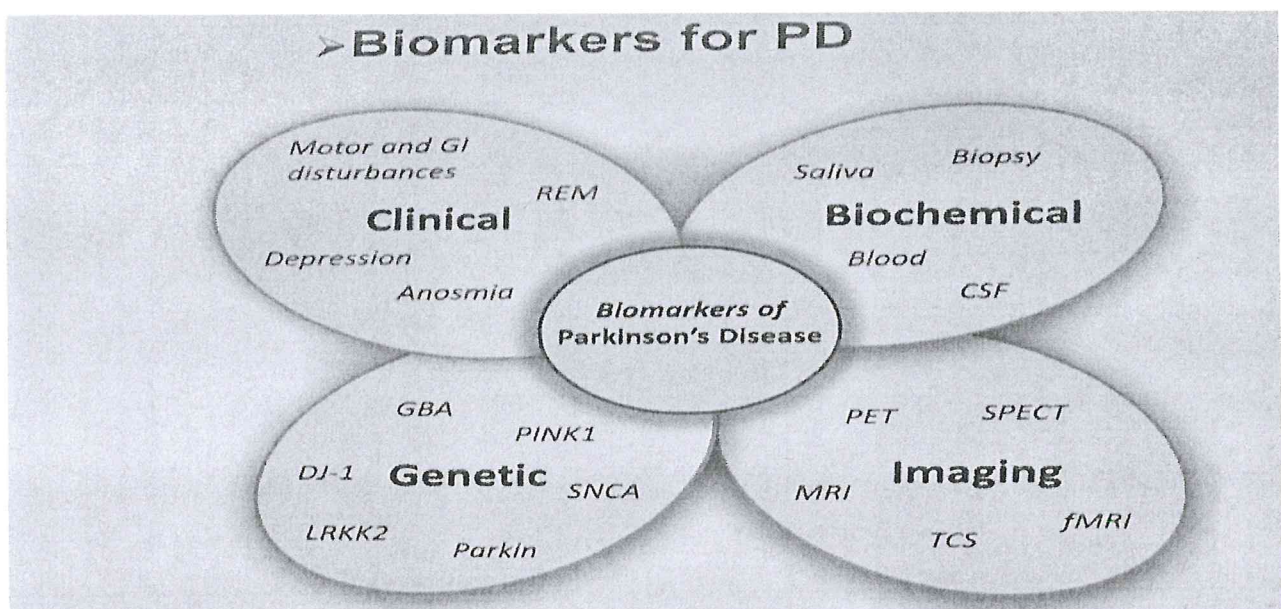 ➢Biomarkers for PD
Motor and GI
disturbances
REM
Clinical
Depression
Anosmia
Saliva
Biopsy
Biochemical
Blood
CSF
Biomarkers of
Parkinson's Disease
GBA
PINK1
DJ-1
Genetic
SNCA
LRKK2
Parkin
PET
SPECT
Imaging
MRI
fMRI
TCS